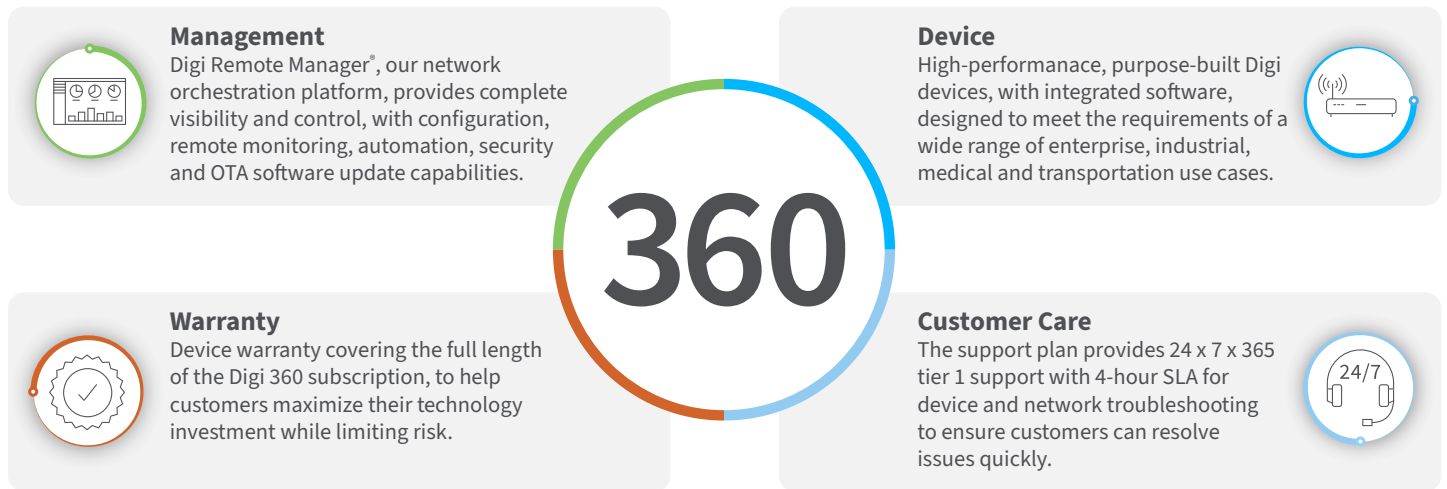 Management
Digi Remote Manager®, our network
orchestration platform, provides complete
visibility and control, with configuration,
remote monitoring, automation, security
and OTA software update capabilities.
Device
High-performanace, purpose-built Digi
devices, with integrated software,
designed to meet the requirements of a
wide range of enterprise, industrial,
medical and transportation use cases.
360
Warranty
Device warranty covering the full length
of the Digi 360 subscription, to help
customers maximize their technology
investment while limiting risk.
Customer Care
The support plan provides 24 x 7 x 365
tier 1 support with 4-hour SLA for
device and network troubleshooting
to ensure customers can resolve
issues quickly.
24/7